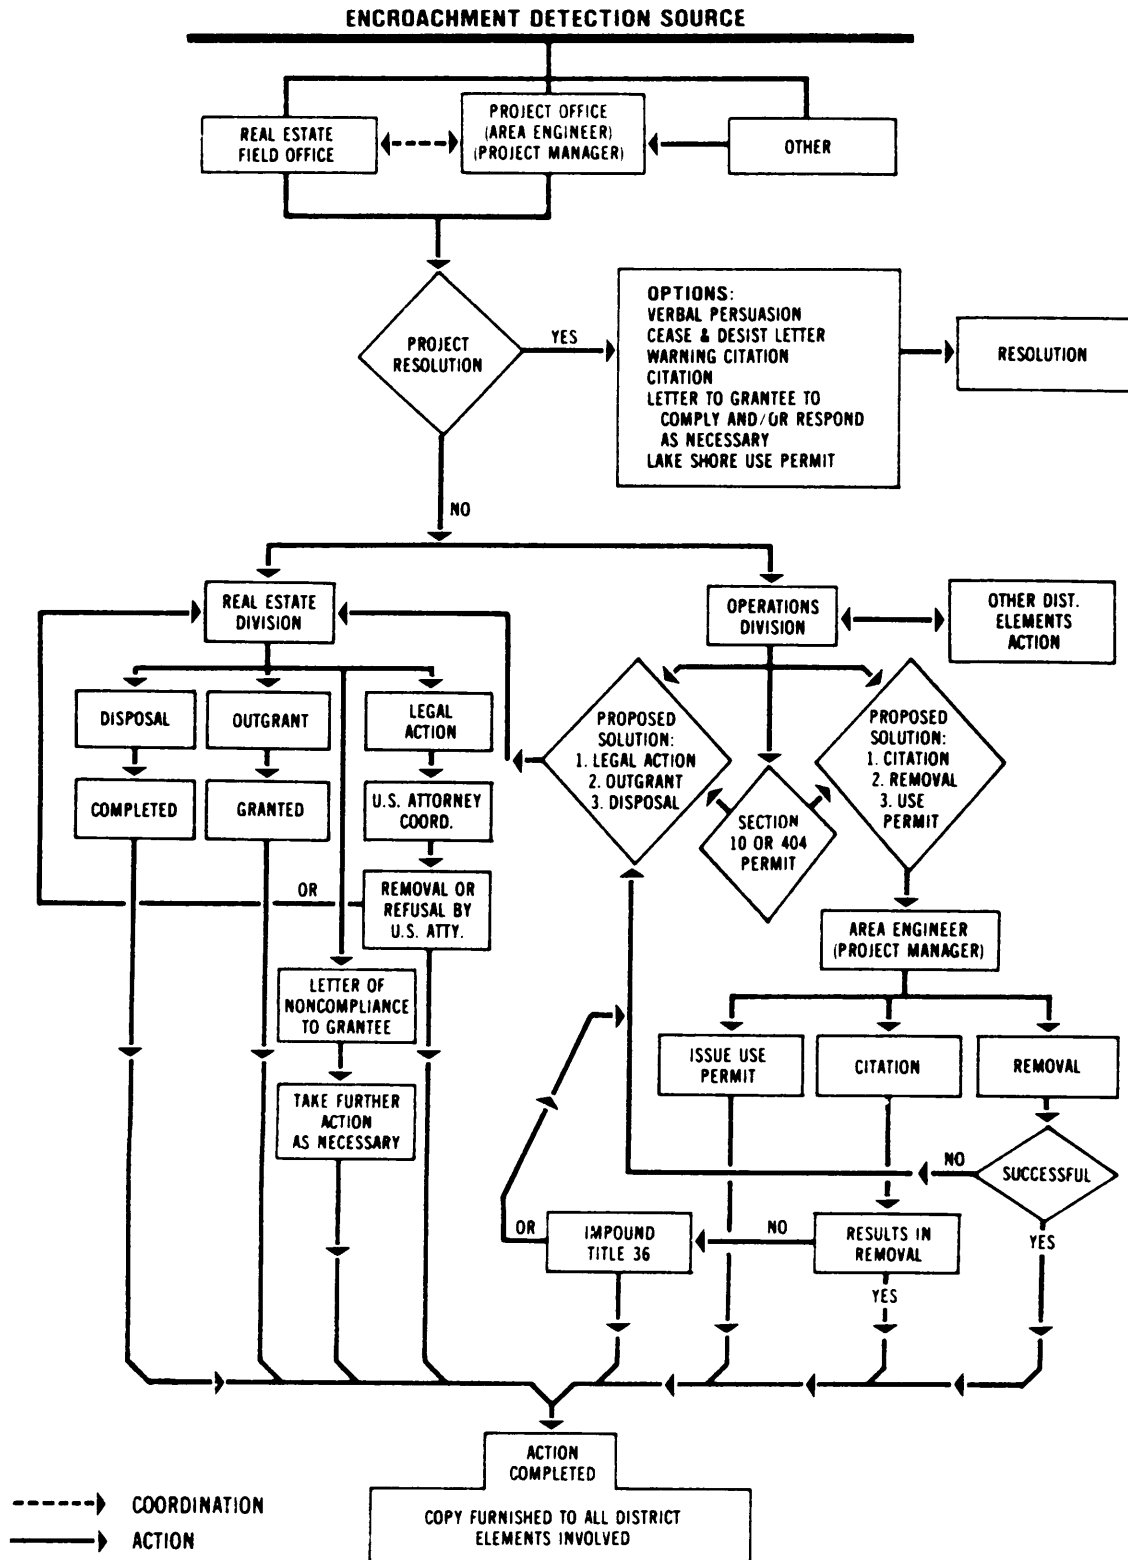 ENCROACHMENT DETECTION SOURCE
REAL ESTATE
FIELD OFFICE
PROJECT OFFICE
(AREA ENGINEER)
(PROJECT MANAGER)
OTHER
PROJECT
RESOLUTION
YES
OPTIONS:
VERBAL PERSUASION
CEASE & DESIST LETTER
WARNING CITATION
CITATION
LETTER TO GRANTEE TO
COMPLY AND/OR RESPOND
AS NECESSARY
LAKE SHORE USE PERMIT
RESOLUTION
NO
REAL ESTATE
DIVISION
OPERATIONS
DIVISION
OTHER DIST.
ELEMENTS
ACTION
DISPOSAL
OUTGRANT
LEGAL
ACTION
PROPOSED
SOLUTION:
1. LEGAL ACTION
2. OUTGRANT
3. DISPOSAL
PROPOSED
SOLUTION:
1. CITATION
2. REMOVAL
3. USE
PERMIT
COMPLETED
GRANTED
U.S. ATTORNEY
COORD.
SECTION
10 OR 404
PERMIT
OR
REMOVAL OR
REFUSAL BY
U.S. ATTY.
AREA ENGINEER
(PROJECT MANAGER)
LETTER OF
NONCOMPLIANCE
TO GRANTEE
ISSUE USE
PERMIT
CITATION
REMOVAL
TAKE FURTHER
ACTION
AS NECESSARY
NO
SUCCESSFUL
OR
IMPOUND
TITLE 36
NO
RESULTS IN
REMOVAL
YES
YES
ACTION
COMPLETED
COPY FURNISHED TO ALL DISTRICT
ELEMENTS INVOLVED
COORDINATION
ACTION